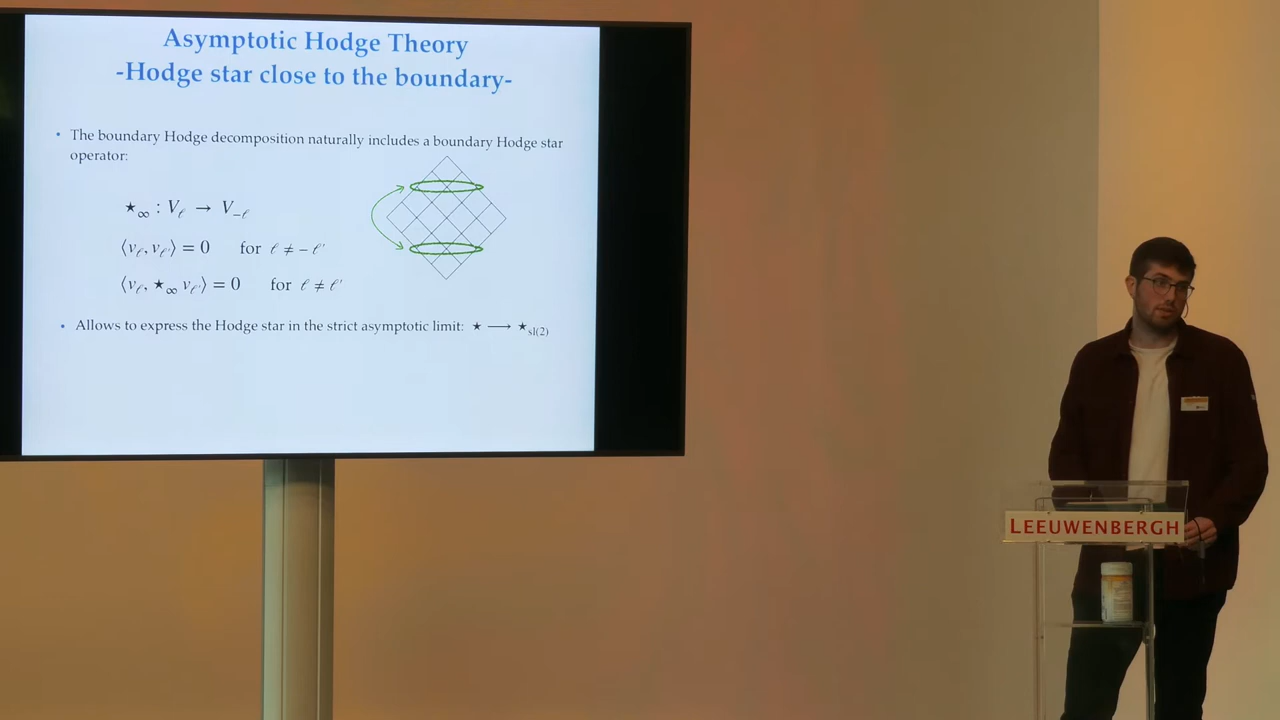 Asymptotic Hodge Theory
-Hodge star close to the boundary-
• The boundary Hodge decomposition naturally includes a boundary Hodge star
operator:
⋆∞ : Vℓ → V−ℓ
⟨vℓ, vℓ'⟩ = 0 for ℓ ≠ − ℓ'
⟨vℓ, ⋆∞ vℓ'⟩ = 0 for ℓ ≠ ℓ'
• Allows to express the Hodge star in the strict asymptotic limit: ⋆ ⟶ ⋆sl(2)
LEEUWENBERGH